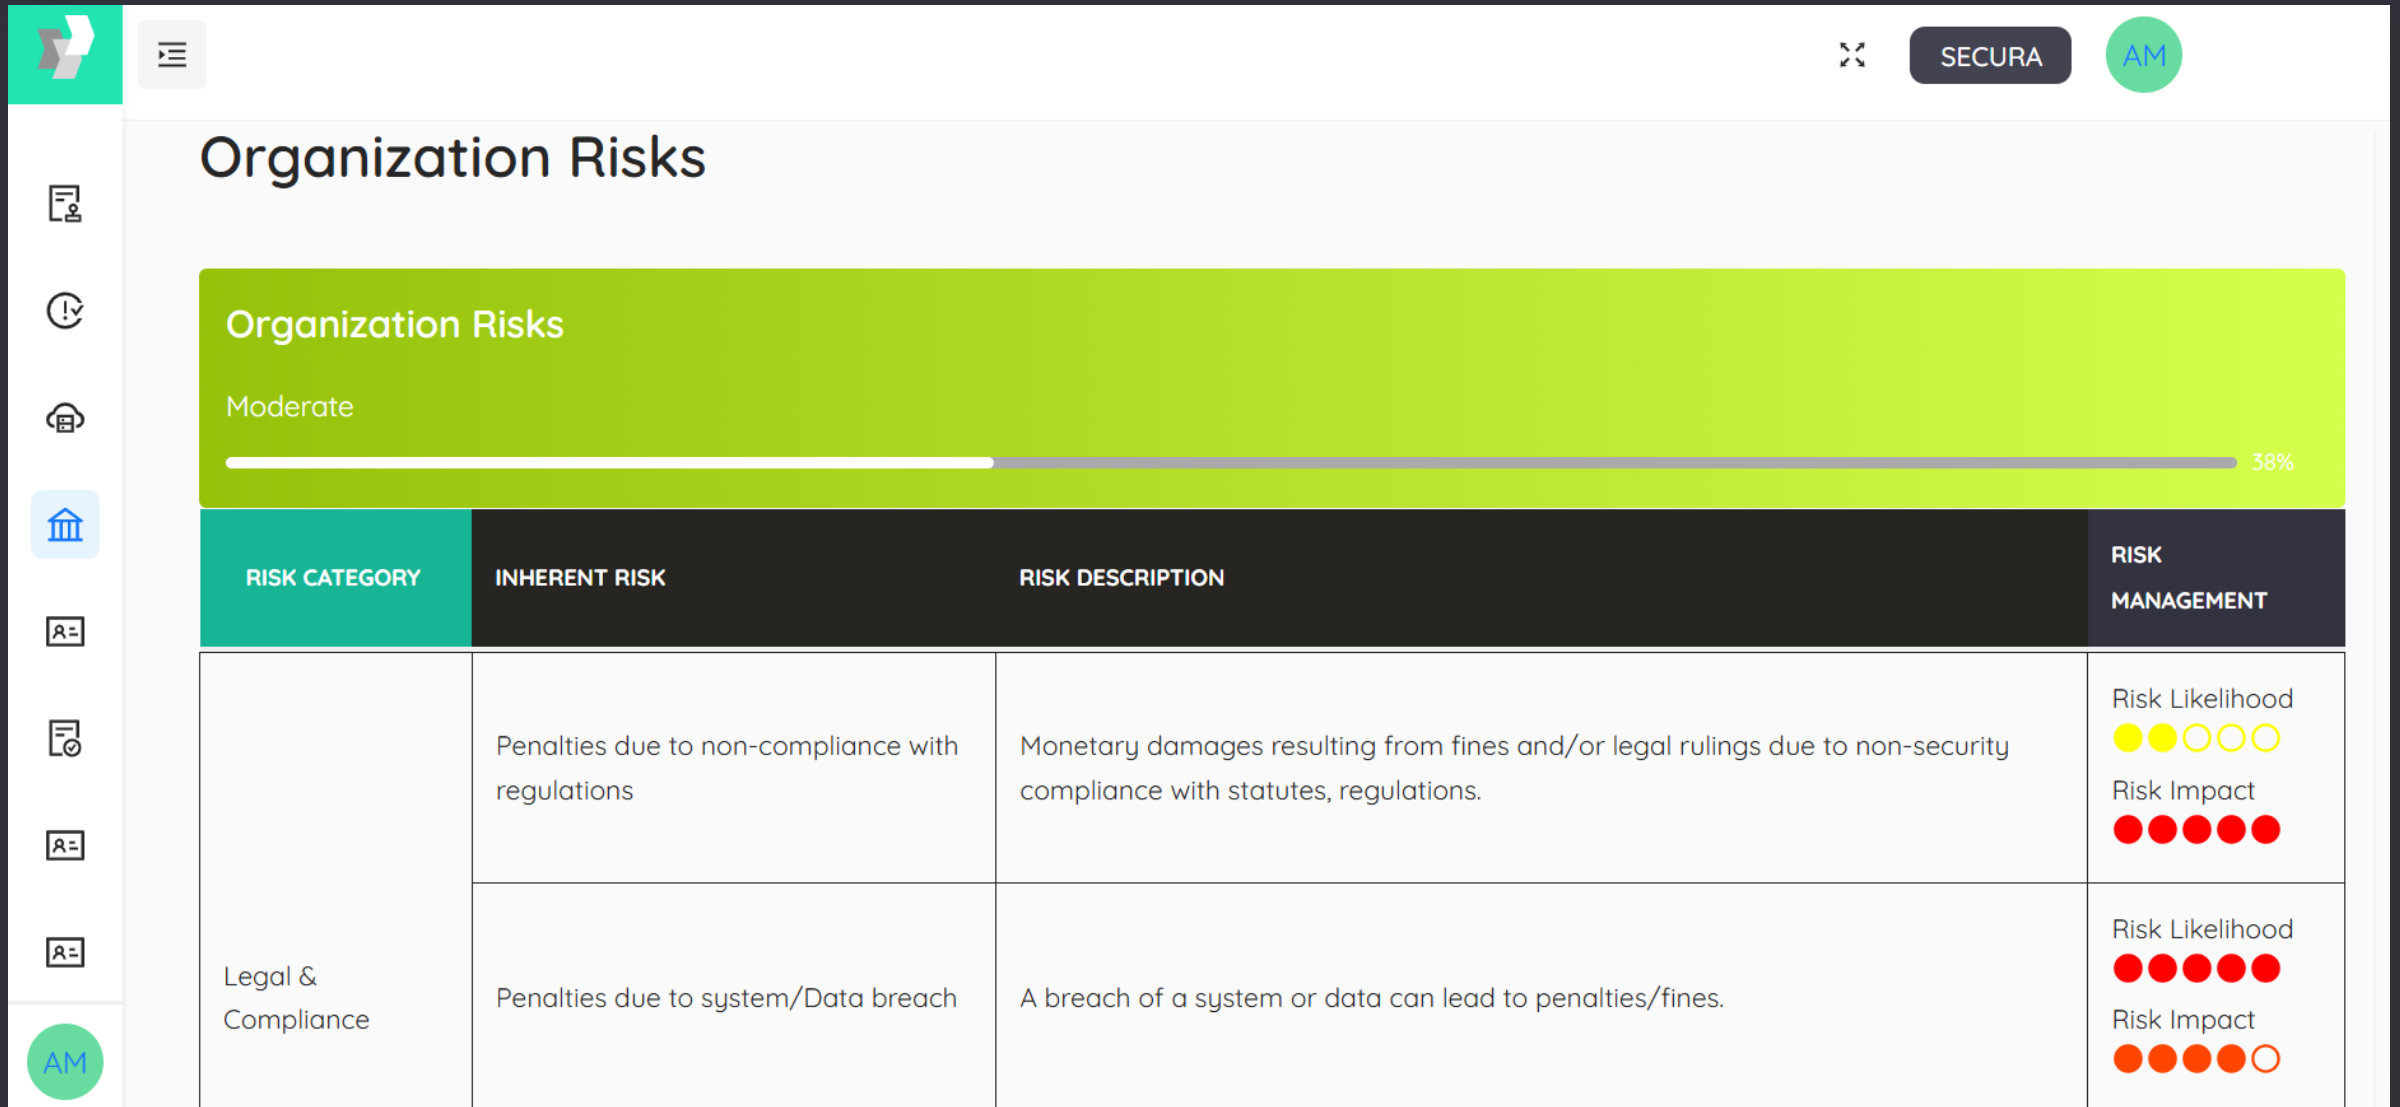 SECURA
AM
Organization Risks
Organization Risks
Moderate
38%
RISK CATEGORY
INHERENT RISK
RISK DESCRIPTION
RISK
MANAGEMENT
Legal &
Compliance
Penalties due to non-compliance with
regulations
Monetary damages resulting from fines and/or legal rulings due to non-security
compliance with statutes, regulations.
Risk Likelihood
Risk Impact
Penalties due to system/Data breach
A breach of a system or data can lead to penalties/fines.
Risk Likelihood
Risk Impact
AM